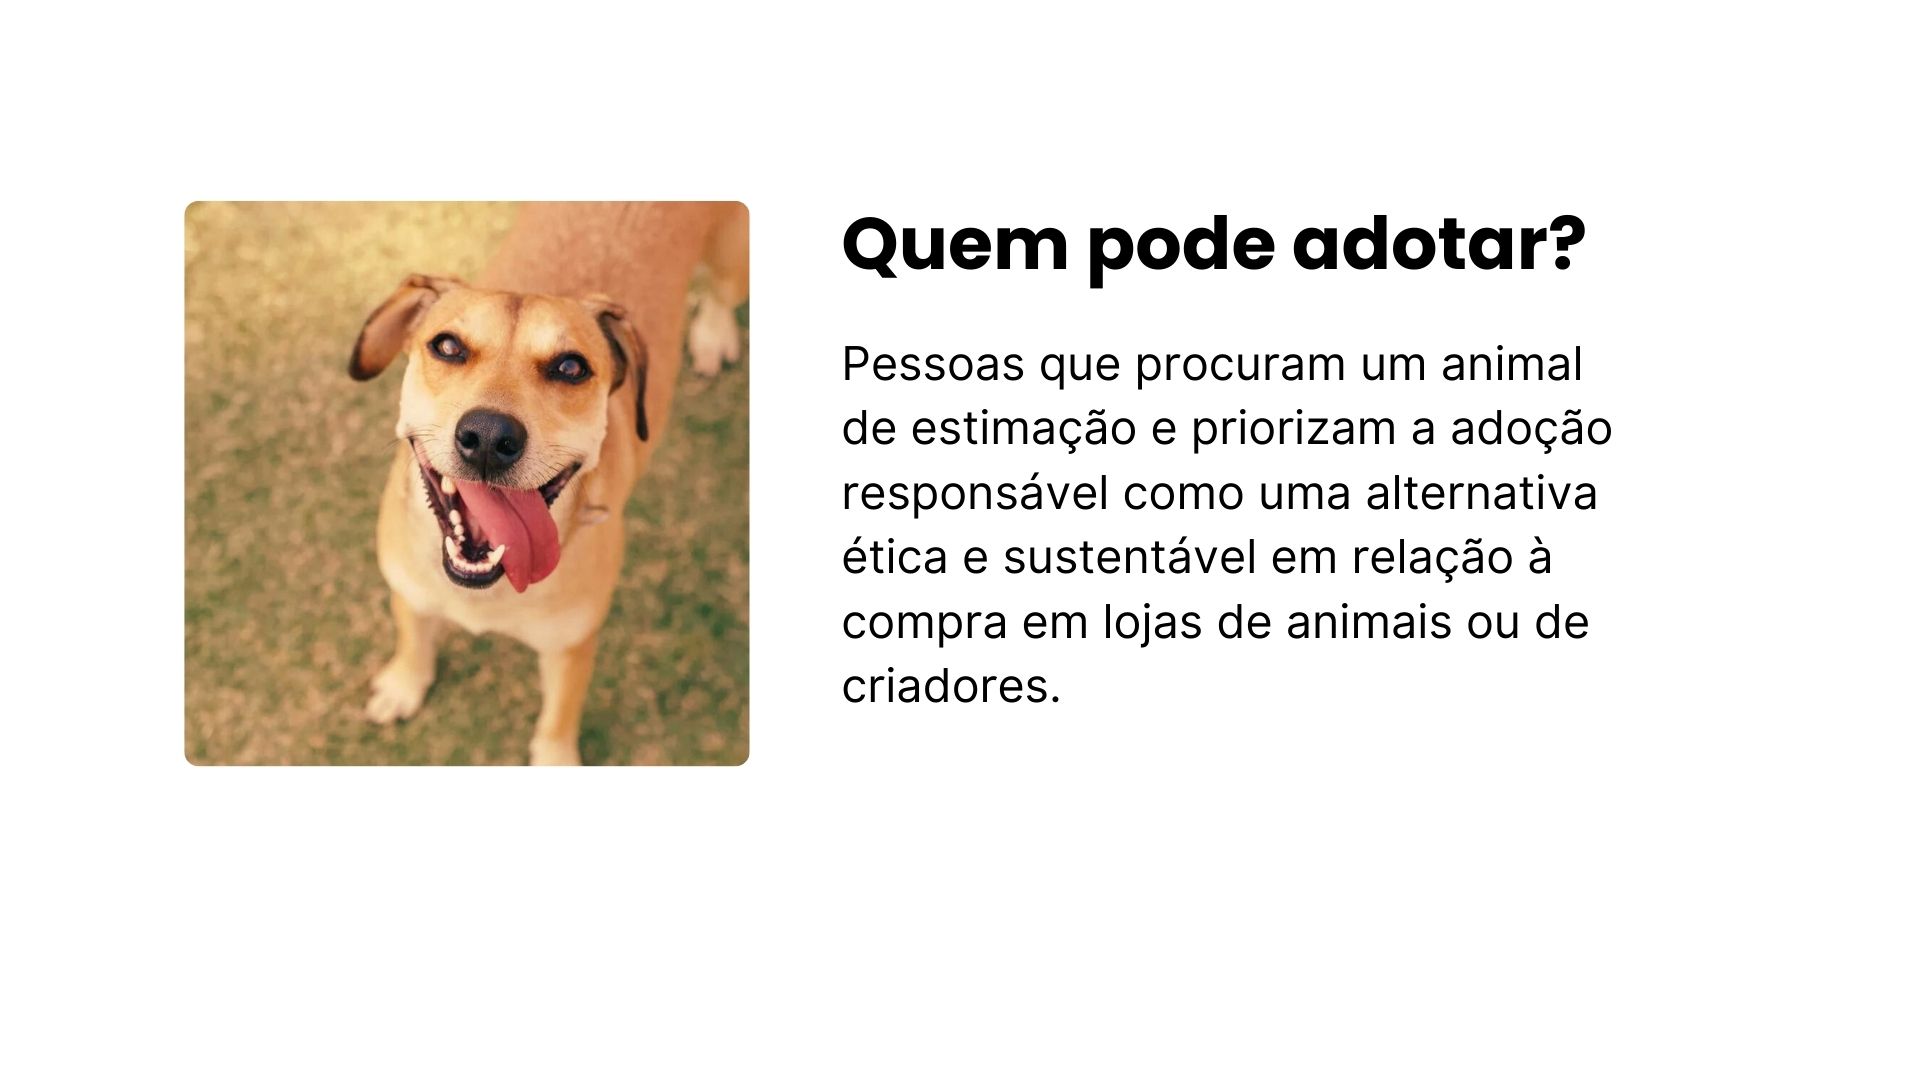 Quem pode adotar?
Pessoas que procuram um animal
de estimação e priorizam a adoção
responsável como uma alternativa
ética e sustentável em relação à
compra em lojas de animais ou de
criadores.